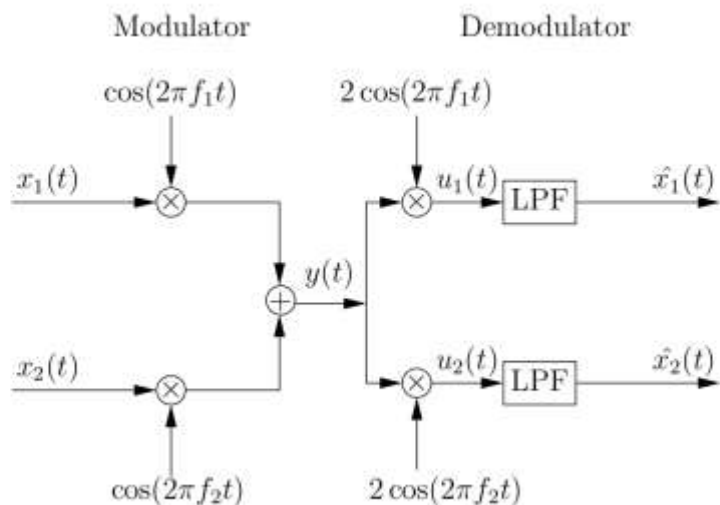 Modulator
Demodulator
cos(2πf₁t)
2 cos(2πf₁t)
x₁(t)
u₁(t)
LPF
x̂₁(t)
y(t)
x₂(t)
u₂(t)
LPF
x̂₂(t)
cos(2πf₂t)
2 cos(2πf₂t)